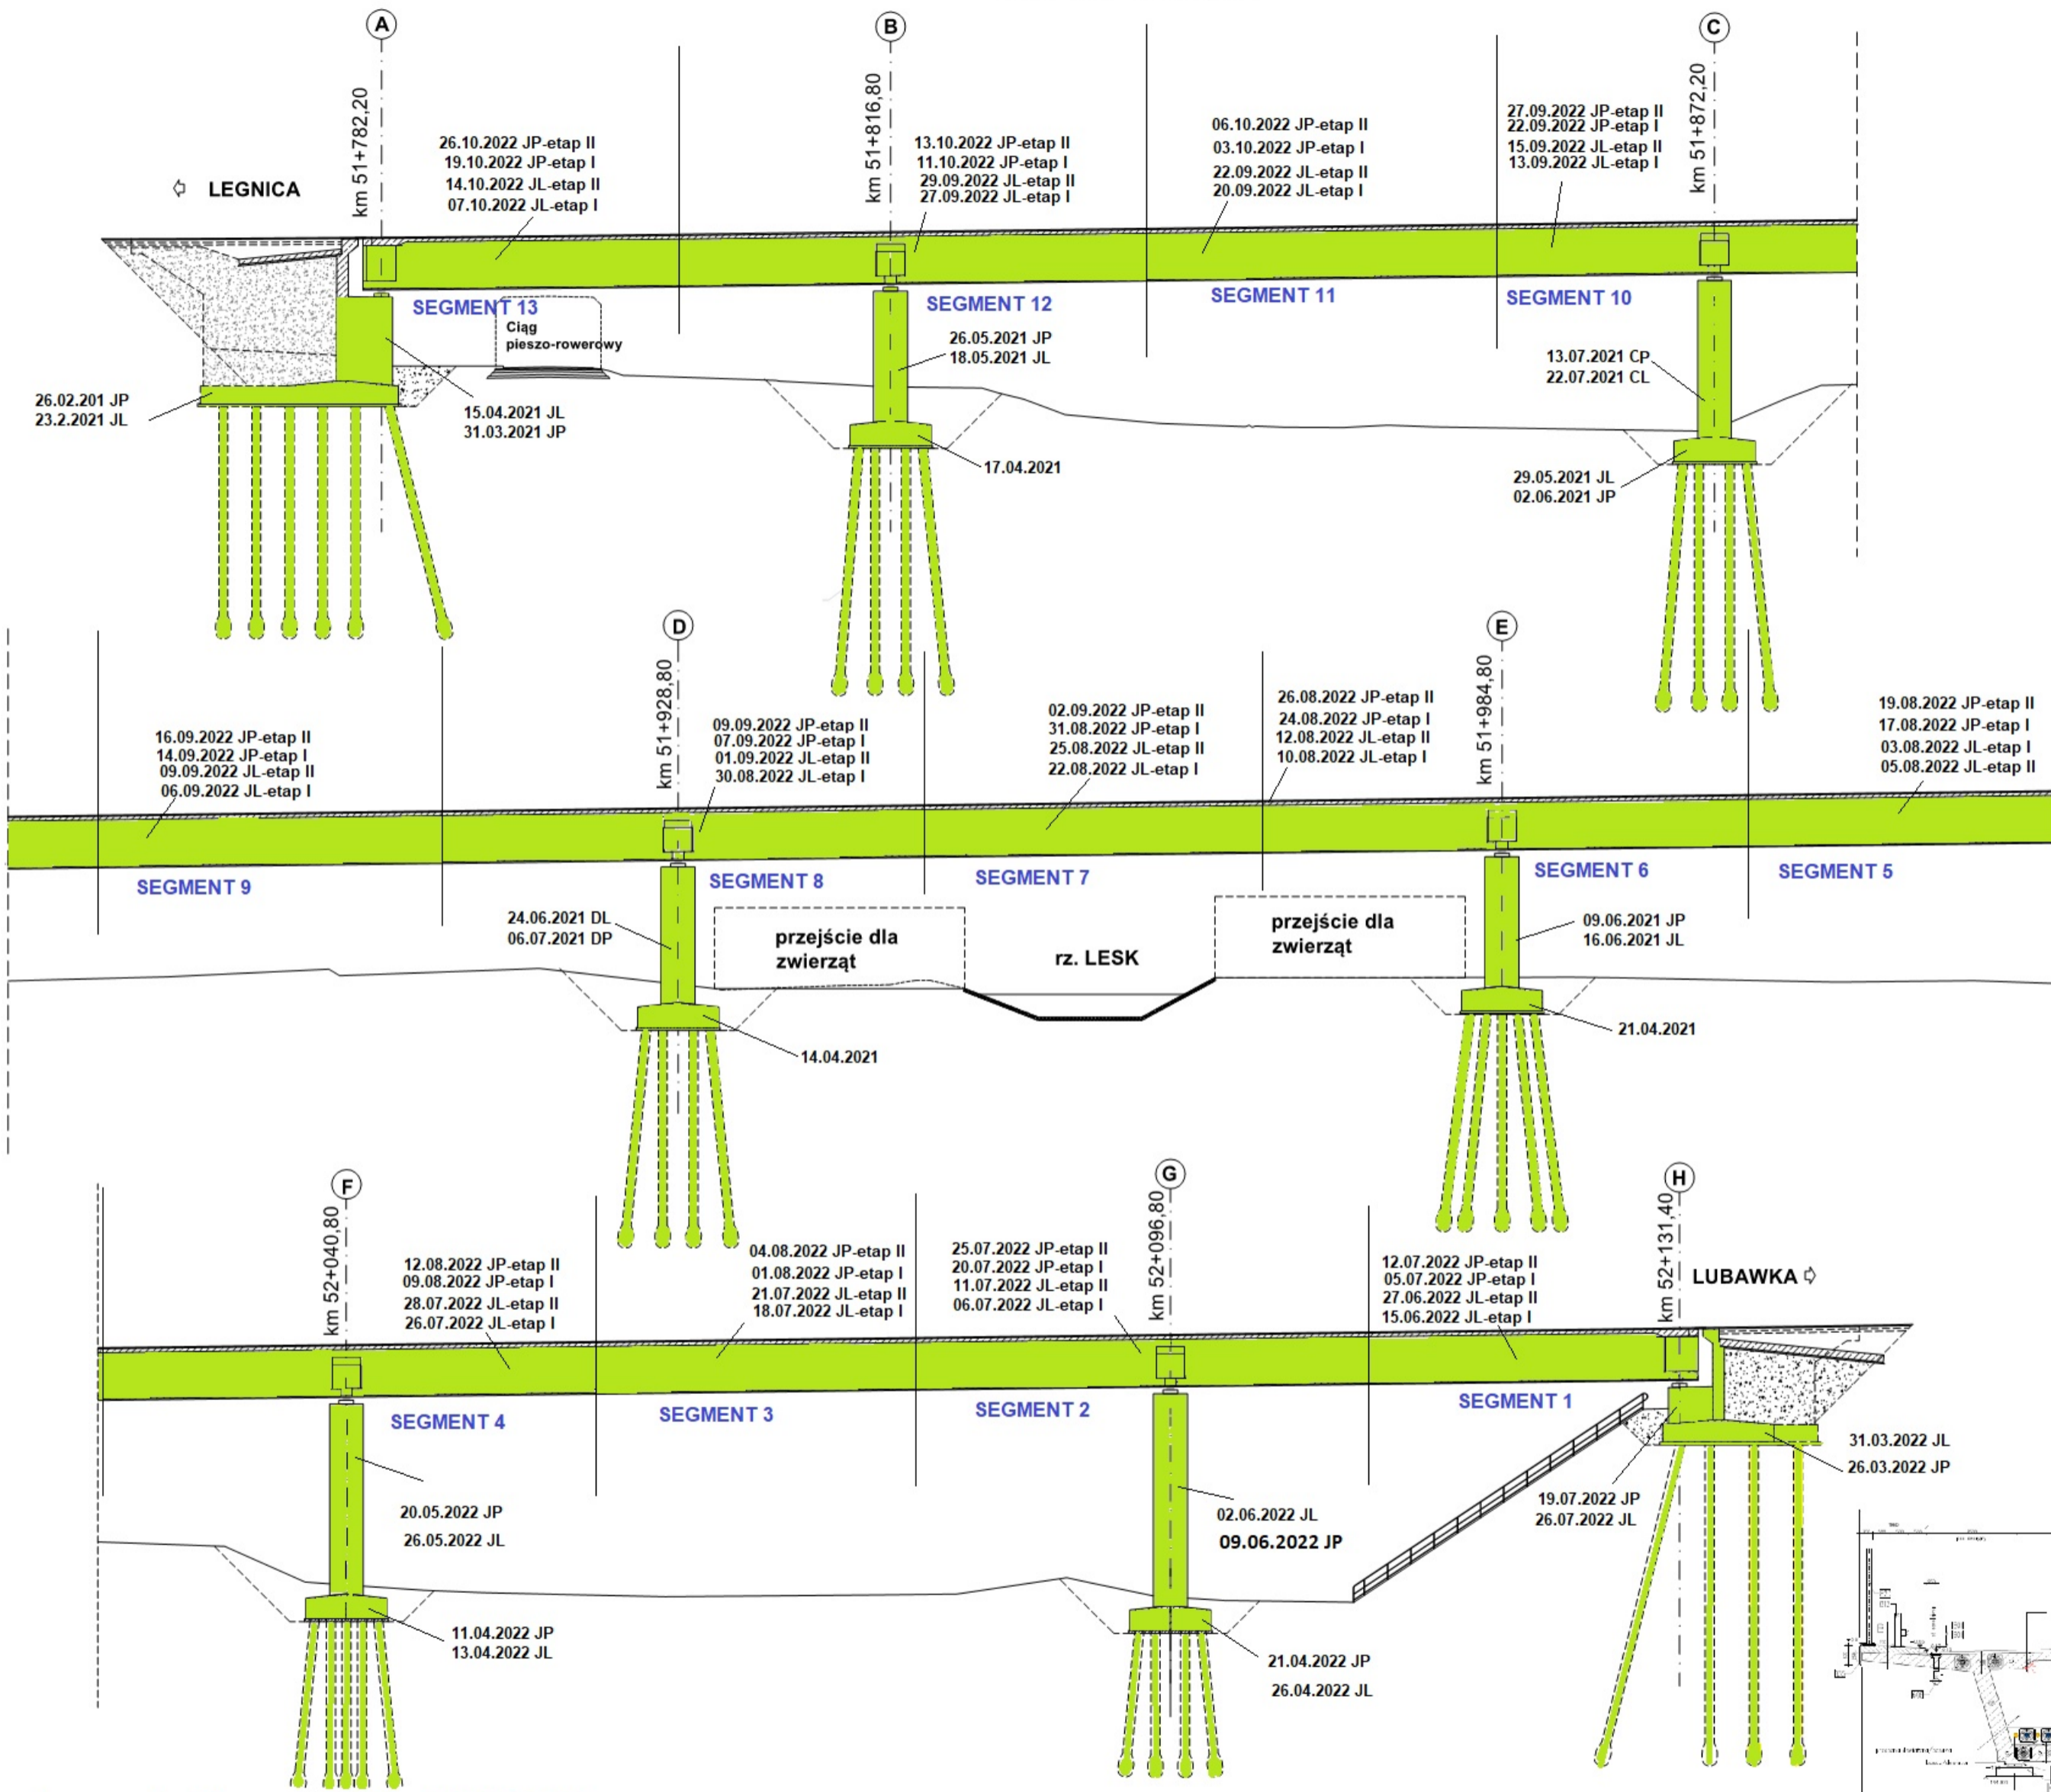 A
B
C
km 51+782,20
km 51+816,80
km 51+872,20
LEGNICA
26.10.2022 JP-etap II
19.10.2022 JP-etap I
14.10.2022 JL-etap II
07.10.2022 JL-etap I
13.10.2022 JP-etap II
11.10.2022 JP-etap I
29.09.2022 JL-etap II
27.09.2022 JL-etap I
06.10.2022 JP-etap II
03.10.2022 JP-etap I
22.09.2022 JL-etap II
20.09.2022 JL-etap I
27.09.2022 JP-etap II
22.09.2022 JP-etap I
15.09.2022 JL-etap II
13.09.2022 JL-etap I
SEGMENT 13
SEGMENT 12
SEGMENT 11
SEGMENT 10
Ciąg
pieszo-rowerowy
26.05.2021 JP
18.05.2021 JL
13.07.2021 CP
22.07.2021 CL
26.02.201 JP
23.2.2021 JL
15.04.2021 JL
31.03.2021 JP
17.04.2021
29.05.2021 JL
02.06.2021 JP
D
E
km 51+928,80
km 51+984,80
16.09.2022 JP-etap II
14.09.2022 JP-etap I
09.09.2022 JL-etap II
06.09.2022 JL-etap I
09.09.2022 JP-etap II
07.09.2022 JP-etap I
01.09.2022 JL-etap II
30.08.2022 JL-etap I
02.09.2022 JP-etap II
31.08.2022 JP-etap I
25.08.2022 JL-etap II
22.08.2022 JL-etap I
26.08.2022 JP-etap II
24.08.2022 JP-etap I
12.08.2022 JL-etap II
10.08.2022 JL-etap I
19.08.2022 JP-etap II
17.08.2022 JP-etap I
03.08.2022 JL-etap I
05.08.2022 JL-etap II
SEGMENT 9
SEGMENT 8
SEGMENT 7
SEGMENT 6
SEGMENT 5
24.06.2021 DL
06.07.2021 DP
przejście dla
zwierząt
rz. LESK
przejście dla
zwierząt
09.06.2021 JP
16.06.2021 JL
14.04.2021
21.04.2021
F
G
H
km 52+040,80
km 52+096,80
km 52+131,40
LUBAWKA
12.08.2022 JP-etap II
09.08.2022 JP-etap I
28.07.2022 JL-etap II
26.07.2022 JL-etap I
04.08.2022 JP-etap II
01.08.2022 JP-etap I
21.07.2022 JL-etap II
18.07.2022 JL-etap I
25.07.2022 JP-etap II
20.07.2022 JP-etap I
11.07.2022 JL-etap II
06.07.2022 JL-etap I
12.07.2022 JP-etap II
05.07.2022 JP-etap I
27.06.2022 JL-etap II
15.06.2022 JL-etap I
SEGMENT 4
SEGMENT 3
SEGMENT 2
SEGMENT 1
20.05.2022 JP
26.05.2022 JL
02.06.2022 JL
09.06.2022 JP
31.03.2022 JL
26.03.2022 JP
19.07.2022 JP
26.07.2022 JL
11.04.2022 JP
13.04.2022 JL
21.04.2022 JP
26.04.2022 JL